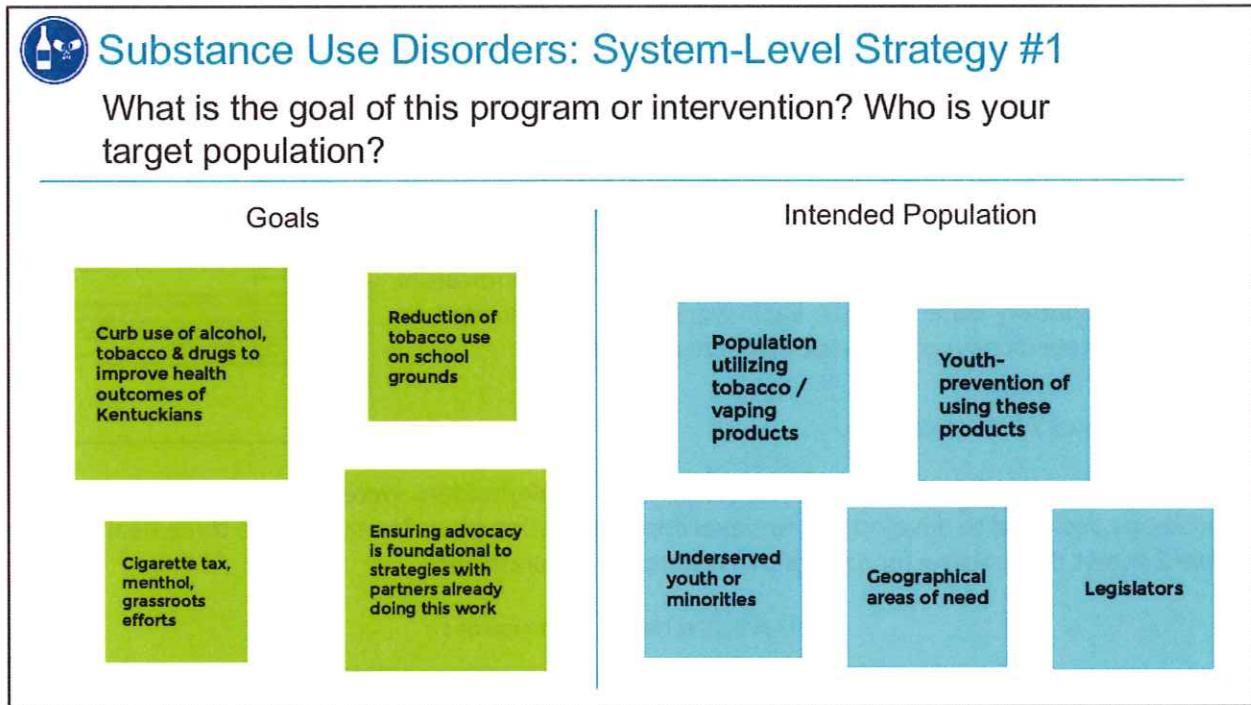 Substance Use Disorders: System-Level Strategy #1
What is the goal of this program or intervention? Who is your
target population?
Goals
Curb use of alcohol,
tobacco & drugs to
improve health
outcomes of
Kentuckians
Reduction of
tobacco use
on school
grounds
Cigarette tax,
menthol,
grassroots
efforts
Ensuring advocacy
is foundational to
strategies with
partners already
doing this work
Intended Population
Population
utilizing
tobacco /
vaping
products
Youth-
prevention of
using these
products
Underserved
youth or
minorities
Geographical
areas of need
Legislators